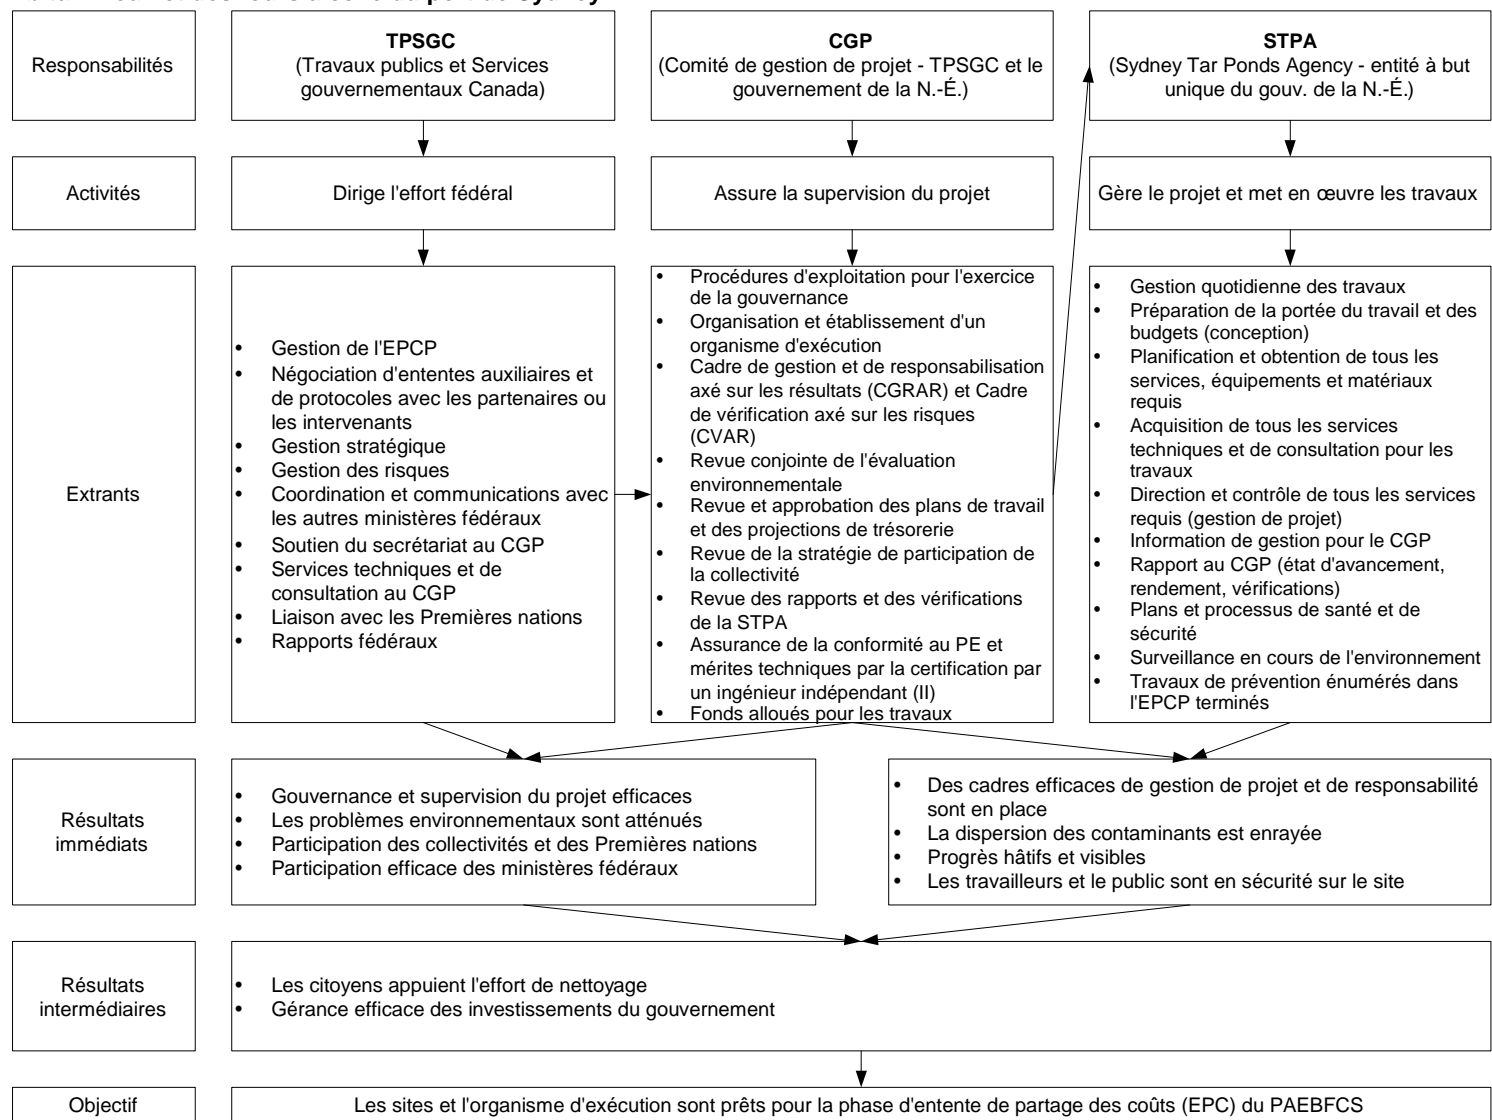 Responsabilités
TPSGC
(Travaux publics et Services
gouvernementaux Canada)
CGP
(Comité de gestion de projet - TPSGC et le
gouvernement de la N.-É.)
STPA
(Sydney Tar Ponds Agency - entité à but
unique du gouv. de la N.-É.)
Activités
Dirige l'effort fédéral
Assure la supervision du projet
Gère le projet et met en œuvre les travaux
Extrants
• Gestion de l'EPCP
• Négociation d'ententes auxiliaires et
de protocoles avec les partenaires ou
les intervenants
• Gestion stratégique
• Gestion des risques
• Coordination et communications avec
les autres ministères fédéraux
• Soutien du secrétariat au CGP
• Services techniques et de
consultation au CGP
• Liaison avec les Premières nations
• Rapports fédéraux
• Procédures d'exploitation pour l'exercice
de la gouvernance
• Organisation et établissement d'un
organisme d'exécution
• Cadre de gestion et de responsabilisation
axé sur les résultats (CGRAR) et Cadre
de vérification axé sur les risques
(CVAR)
• Revue conjointe de l'évaluation
environnementale
• Revue et approbation des plans de travail
et des projections de trésorerie
• Revue de la stratégie de participation de
la collectivité
• Revue des rapports et des vérifications
de la STPA
• Assurance de la conformité au PE et
mérites techniques par la certification par
un ingénieur indépendant (II)
• Fonds alloués pour les travaux
• Gestion quotidienne des travaux
• Préparation de la portée du travail et des
budgets (conception)
• Planification et obtention de tous les
services, équipements et matériaux
requis
• Acquisition de tous les services
techniques et de consultation pour les
travaux
• Direction et contrôle de tous les services
requis (gestion de projet)
• Information de gestion pour le CGP
• Rapport au CGP (état d'avancement,
rendement, vérifications)
• Plans et processus de santé et de
sécurité
• Surveillance en cours de l'environnement
• Travaux de prévention énumérés dans
l'EPCP terminés
Résultats
immédiats
• Gouvernance et supervision du projet efficaces
• Les problèmes environnementaux sont atténués
• Participation des collectivités et des Premières nations
• Participation efficace des ministères fédéraux
• Des cadres efficaces de gestion de projet et de responsabilité
sont en place
• La dispersion des contaminants est enrayée
• Progrès hâtifs et visibles
• Les travailleurs et le public sont en sécurité sur le site
Résultats
intermédiaires
• Les citoyens appuient l'effort de nettoyage
• Gérance efficace des investissements du gouvernement
Objectif
Les sites et l'organisme d'exécution sont prêts pour la phase d'entente de partage des coûts (EPC) du PAEBFCS